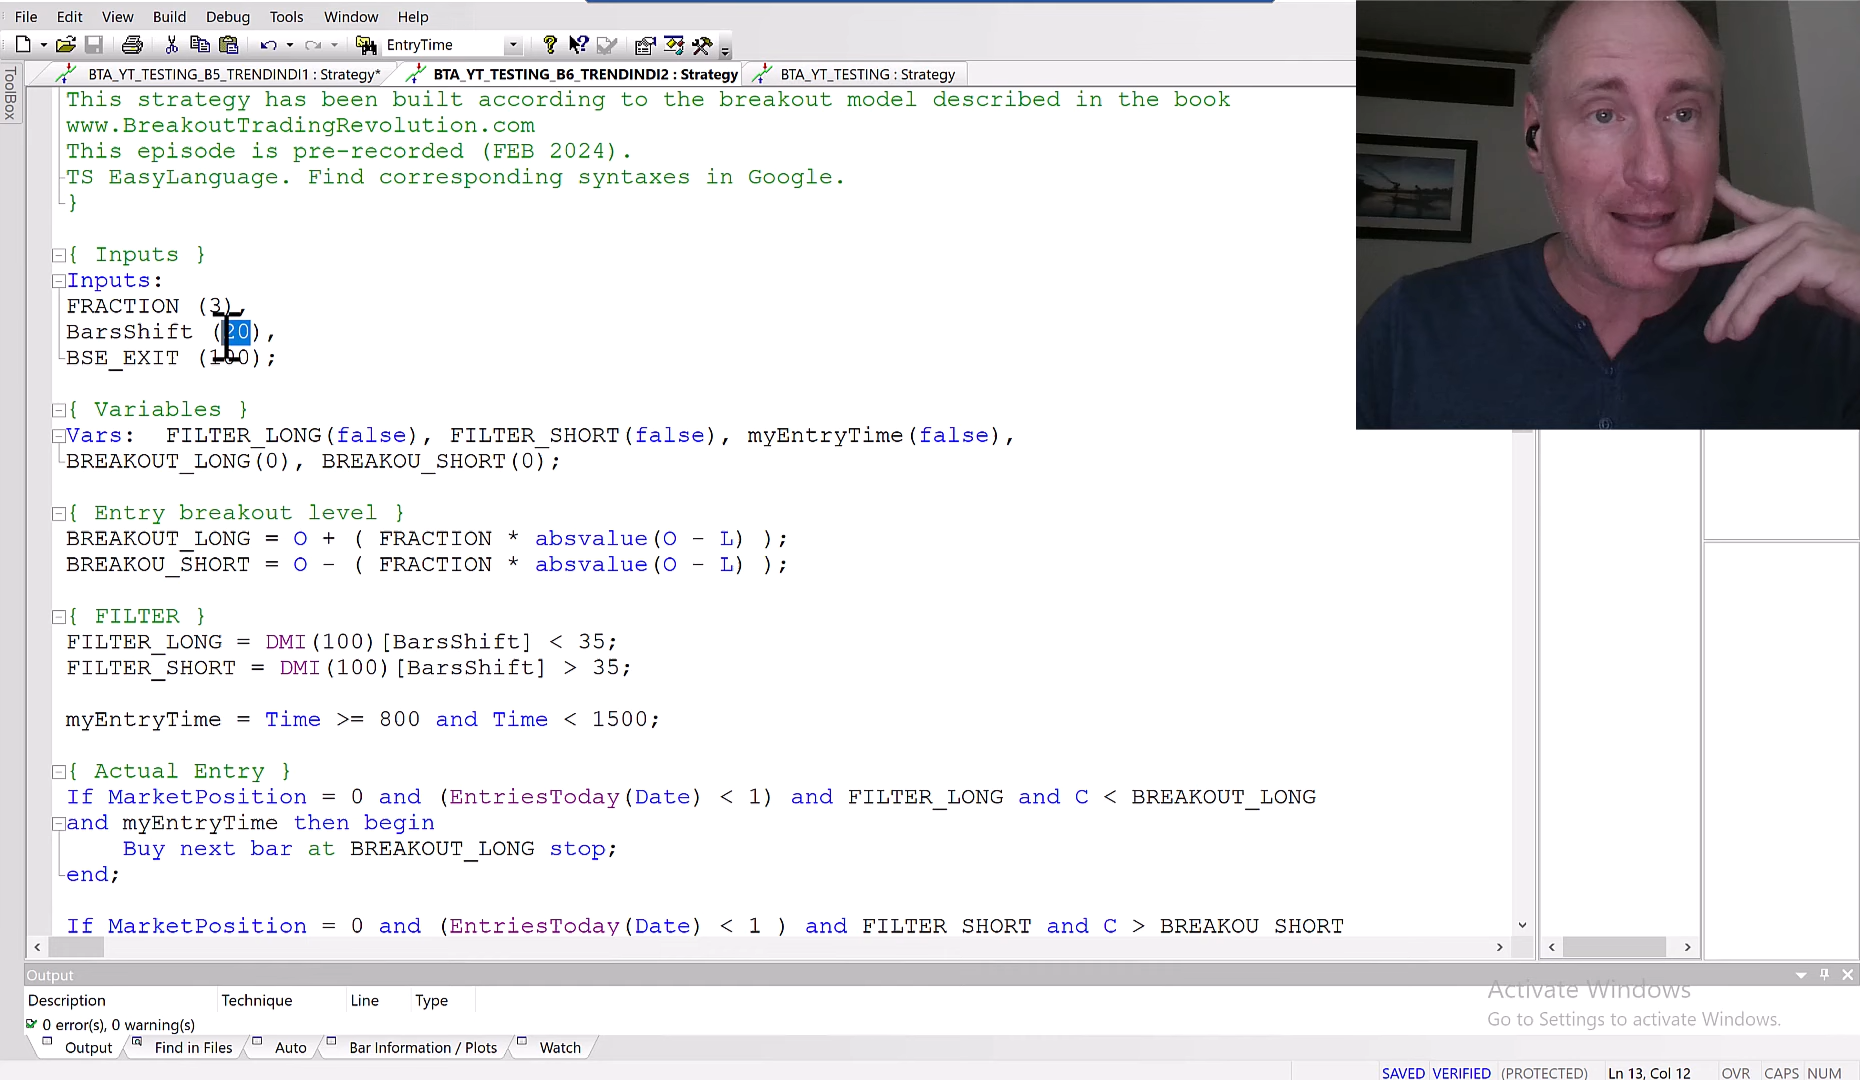 File Edit View Build Debug Tools Window Help
EntryTime
ToolBox
BTA_YT_TESTING_B5_TRENDINDI1 : Strategy* BTA_YT_TESTING_B6_TRENDINDI2 : Strategy BTA_YT_TESTING : Strategy
This strategy has been built according to the breakout model described in the book
www.BreakoutTradingRevolution.com
This episode is pre-recorded (FEB 2024).
TS EasyLanguage. Find corresponding syntaxes in Google.
}
{ Inputs }
Inputs:
FRACTION (3),
BarsShift (20),
BSE_EXIT (100);
{ Variables }
Vars: FILTER_LONG(false), FILTER_SHORT(false), myEntryTime(false),
BREAKOUT_LONG(0), BREAKOU_SHORT(0);
{ Entry breakout level }
BREAKOUT_LONG = O + ( FRACTION * absvalue(O - L) );
BREAKOU_SHORT = O - ( FRACTION * absvalue(O - L) );
{ FILTER }
FILTER_LONG = DMI(100)[BarsShift] < 35;
FILTER_SHORT = DMI(100)[BarsShift] > 35;
myEntryTime = Time >= 800 and Time < 1500;
{ Actual Entry }
If MarketPosition = 0 and (EntriesToday(Date) < 1) and FILTER_LONG and C < BREAKOUT_LONG
and myEntryTime then begin
Buy next bar at BREAKOUT_LONG stop;
end;
If MarketPosition = 0 and (EntriesToday(Date) < 1 ) and FILTER_SHORT and C > BREAKOU_SHORT
Output
Description Technique Line Type
0 error(s), 0 warning(s)
Output Find in Files Auto Bar Information / Plots Watch
Activate Windows
Go to Settings to activate Windows.
SAVED VERIFIED (PROTECTED) Ln 13, Col 12 OVR CAPS NUM